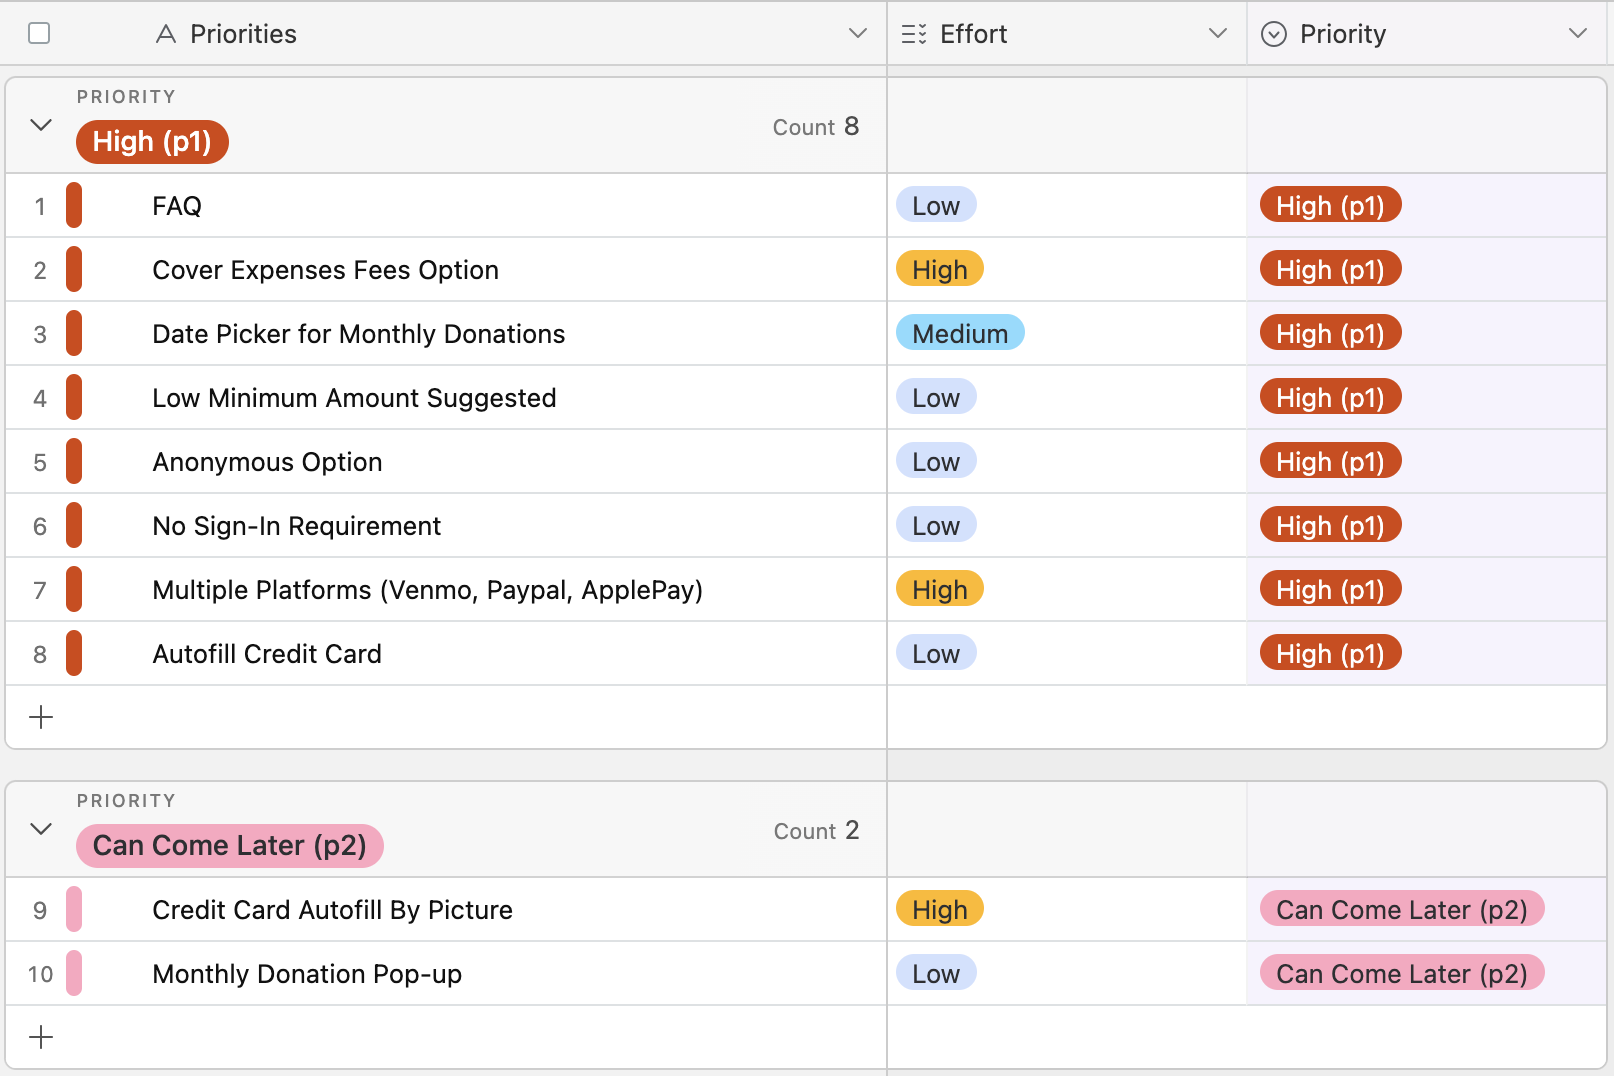 Priorities Effort Priority
PRIORITY
High (p1) Count 8
1 FAQ Low High (p1)
2 Cover Expenses Fees Option High High (p1)
3 Date Picker for Monthly Donations Medium High (p1)
4 Low Minimum Amount Suggested Low High (p1)
5 Anonymous Option Low High (p1)
6 No Sign-In Requirement Low High (p1)
7 Multiple Platforms (Venmo, Paypal, ApplePay) High High (p1)
8 Autofill Credit Card Low High (p1)
PRIORITY
Can Come Later (p2) Count 2
9 Credit Card Autofill By Picture High Can Come Later (p2)
10 Monthly Donation Pop-up Low Can Come Later (p2)